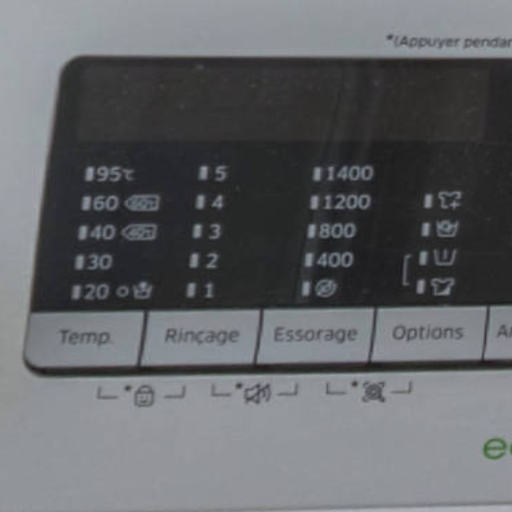 *(Appuyer
95°c 5 1400
60 4 1200
40 3 800
30 2 400
20 1
Temp. Rinçage Essorage Options
* * *